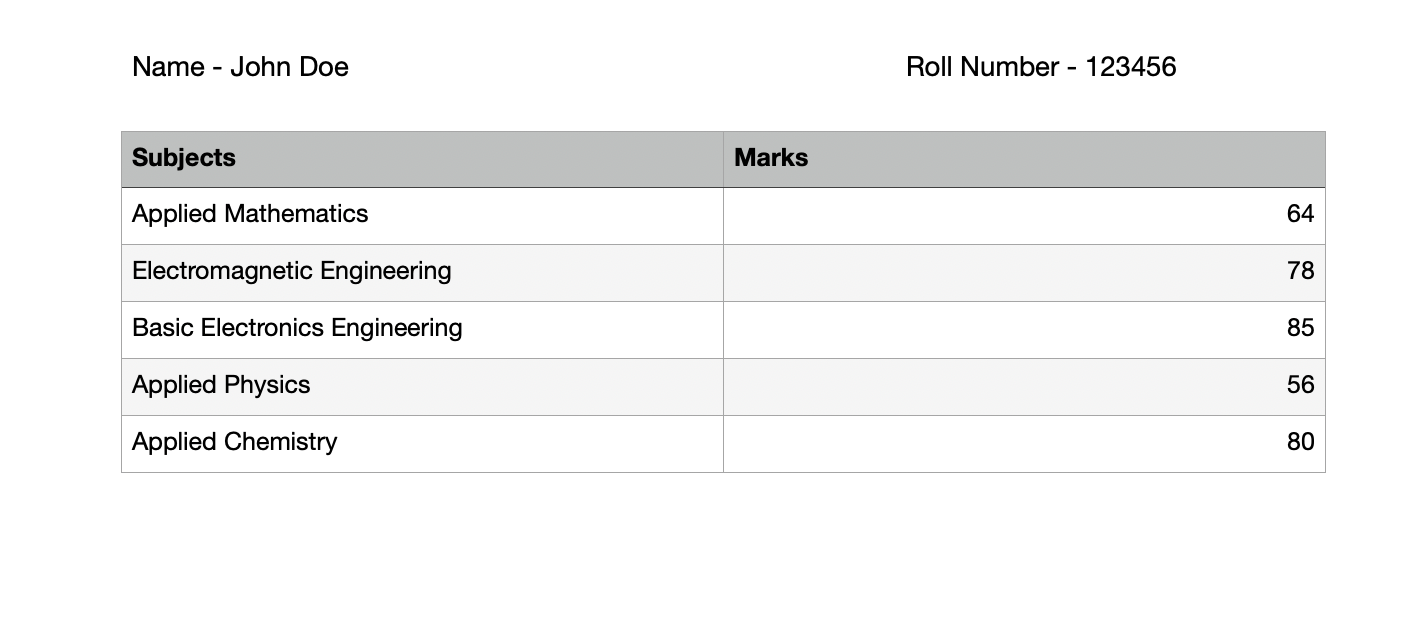 Name - John Doe Roll Number - 123456
Subjects Marks
Applied Mathematics 64
Electromagnetic Engineering 78
Basic Electronics Engineering 85
Applied Physics 56
Applied Chemistry 80